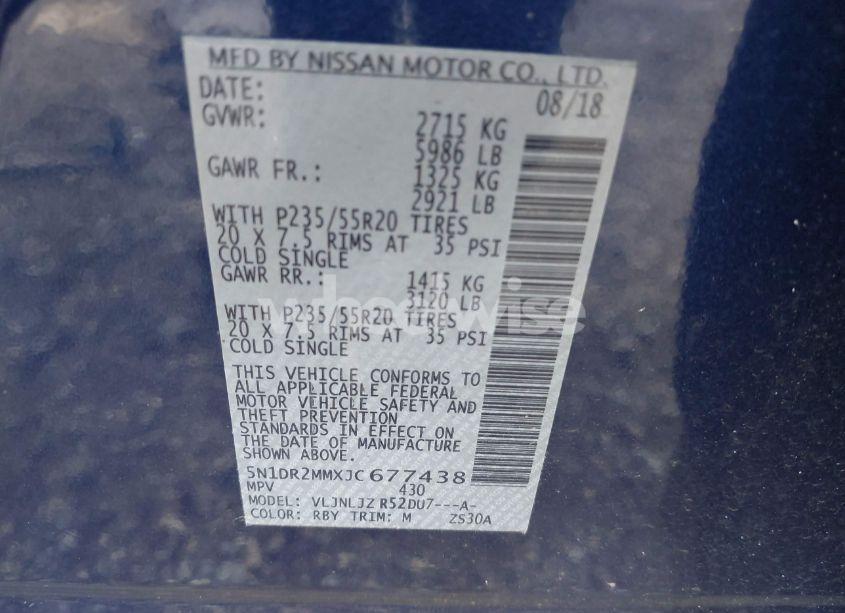 MFD BY NISSAN MOTOR CO., LTD.
DATE: 08/18
GVWR: 2715 KG
5986 LB
GAWR FR.: 1325 KG
2921 LB
WITH P235/55R20 TIRES
20 X 7.5 RIMS AT 35 PSI
COLD SINGLE
GAWR RR.: 1415 KG
3120 LB
WITH P235/55R20 TIRES
20 X 7.5 RIMS AT 35 PSI
COLD SINGLE
THIS VEHICLE CONFORMS TO
ALL APPLICABLE FEDERAL
MOTOR VEHICLE SAFETY AND
THEFT PREVENTION
STANDARDS IN EFFECT ON
THE DATE OF MANUFACTURE
SHOWN ABOVE.
5N1DR2MMXJC677438
MPV 430
MODEL: VLJNLJZ R52DU7---A-
COLOR: RBY TRIM: M ZS30A